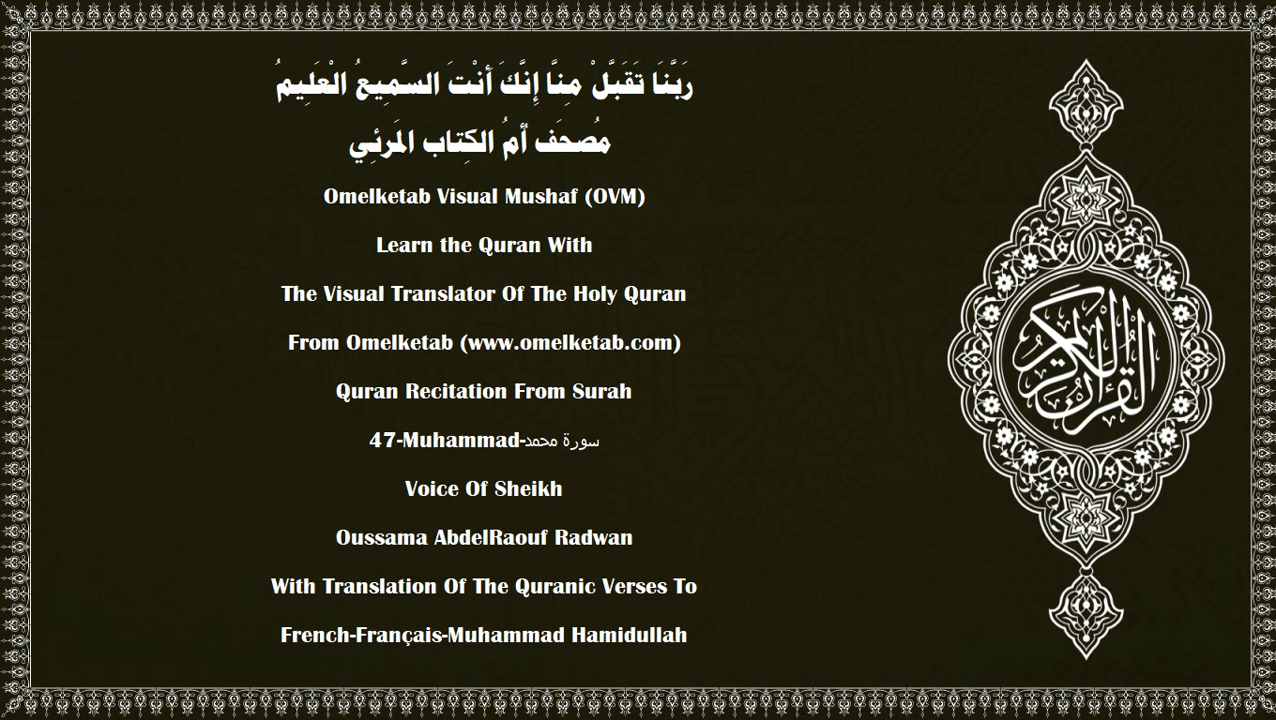 رَبَّنَا تَقَبَّلْ مِنَّا إِنَّكَ أَنْتَ السَّمِيعُ الْعَلِيمُ
مُصحَف أمُ الكِتاب المَرئِي
Omelketab Visual Mushaf (OVM)
Learn the Quran With
The Visual Translator Of The Holy Quran
From Omelketab (www.omelketab.com)
Quran Recitation From Surah
47-Muhammad-سورة محمد
Voice Of Sheikh
Oussama AbdelRaouf Radwan
With Translation Of The Quranic Verses To
French-Français-Muhammad Hamidullah
القرآن الكريم